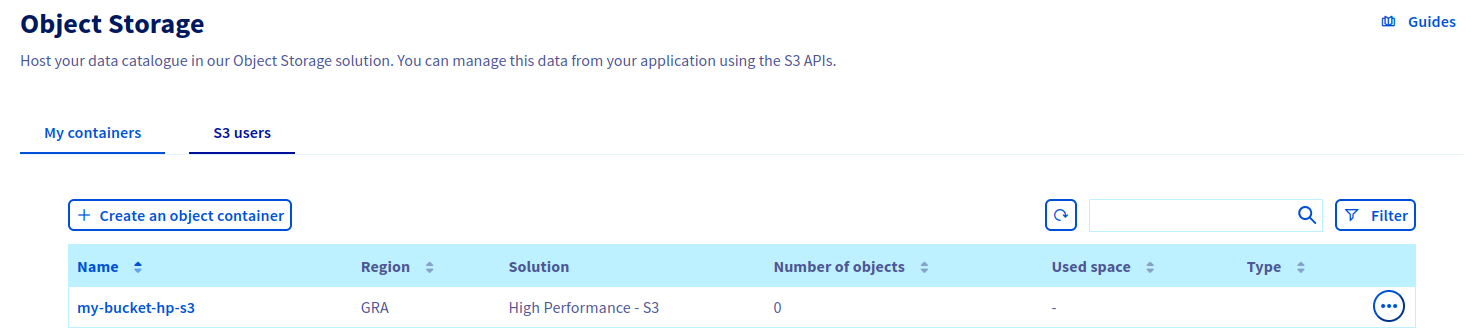 Object Storage
Guides
Host your data catalogue in our Object Storage solution. You can manage this data from your application using the S3 APIs.
My containers S3 users
+ Create an object container Filter
Name Region Solution Number of objects Used space Type
my-bucket-hp-s3 GRA High Performance - S3 0 -